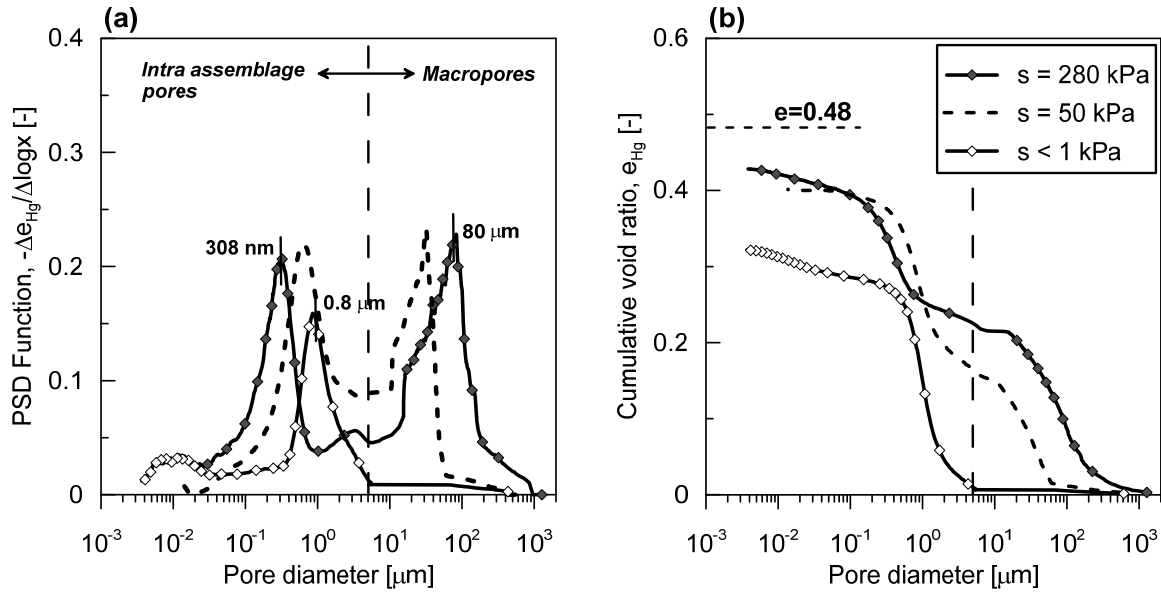 (a)
PSD Function, -Δe_Hg/Δlogx [-]
0.4
0.3
0.2
0.1
0
Intra assemblage
pores
Macropores
308 nm
0.8 μm
80 μm
10^-3 10^-2 10^-1 10^0 10^1 10^2 10^3
Pore diameter [μm]
(b)
Cumulative void ratio, e_Hg [-]
0.6
0.4
0.2
0
e=0.48
s = 280 kPa
s = 50 kPa
s < 1 kPa
10^-3 10^-2 10^-1 10^0 10^1 10^2 10^3
Pore diameter [μm]